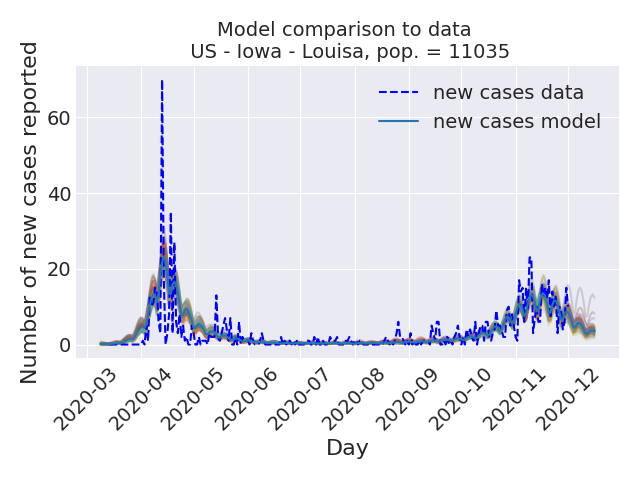 Model comparison to data
US - Iowa - Louisa, pop. = 11035
Number of new cases reported
60
40
20
0
new cases data
new cases model
2020-03
2020-04
2020-05
2020-06
2020-07
2020-08
2020-09
2020-10
2020-11
2020-12
Day